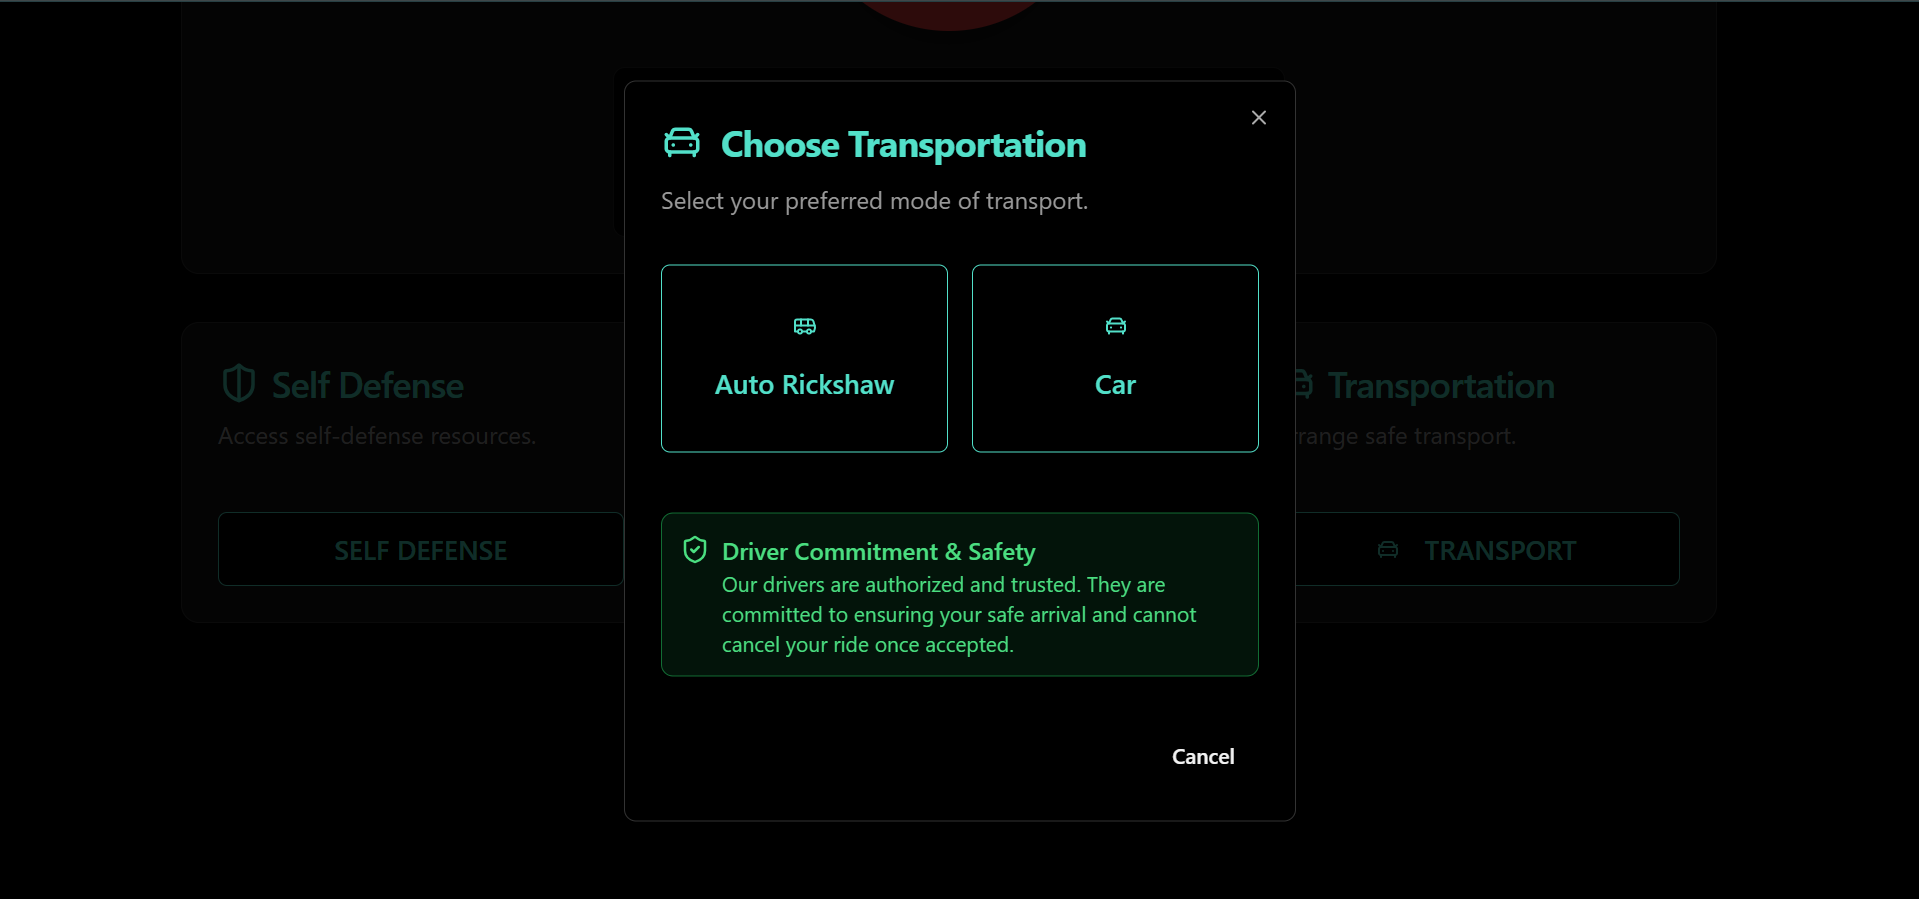 Choose Transportation
Select your preferred mode of transport.
Auto Rickshaw
Car
Driver Commitment & Safety
Our drivers are authorized and trusted. They are
committed to ensuring your safe arrival and cannot
cancel your ride once accepted.
Cancel
Self Defense
Access self-defense resources.
SELF DEFENSE
Transportation
range safe transport.
TRANSPORT